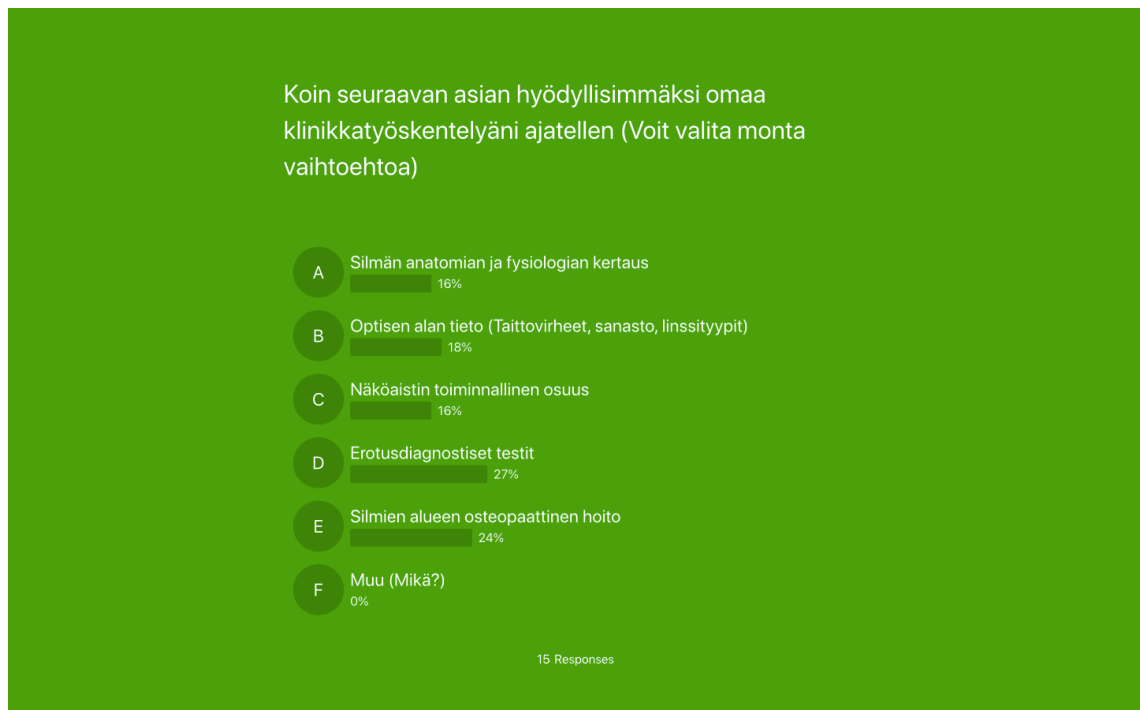 Koin seuraavan asian hyödyllisimmäksi omaa
klinikkatyöskentelyäni ajatellen (Voit valita monta
vaihtoehtoa)
A
Silmän anatomian ja fysiologian kertaus
16%
B
Optisen alan tieto (Taittovirheet, sanasto, linssityypit)
18%
C
Näköaistin toiminnallinen osuus
16%
D
Erotusdiagnostiset testit
27%
E
Silmien alueen osteopaattinen hoito
24%
F
Muu (Mikä?)
0%
15 Responses